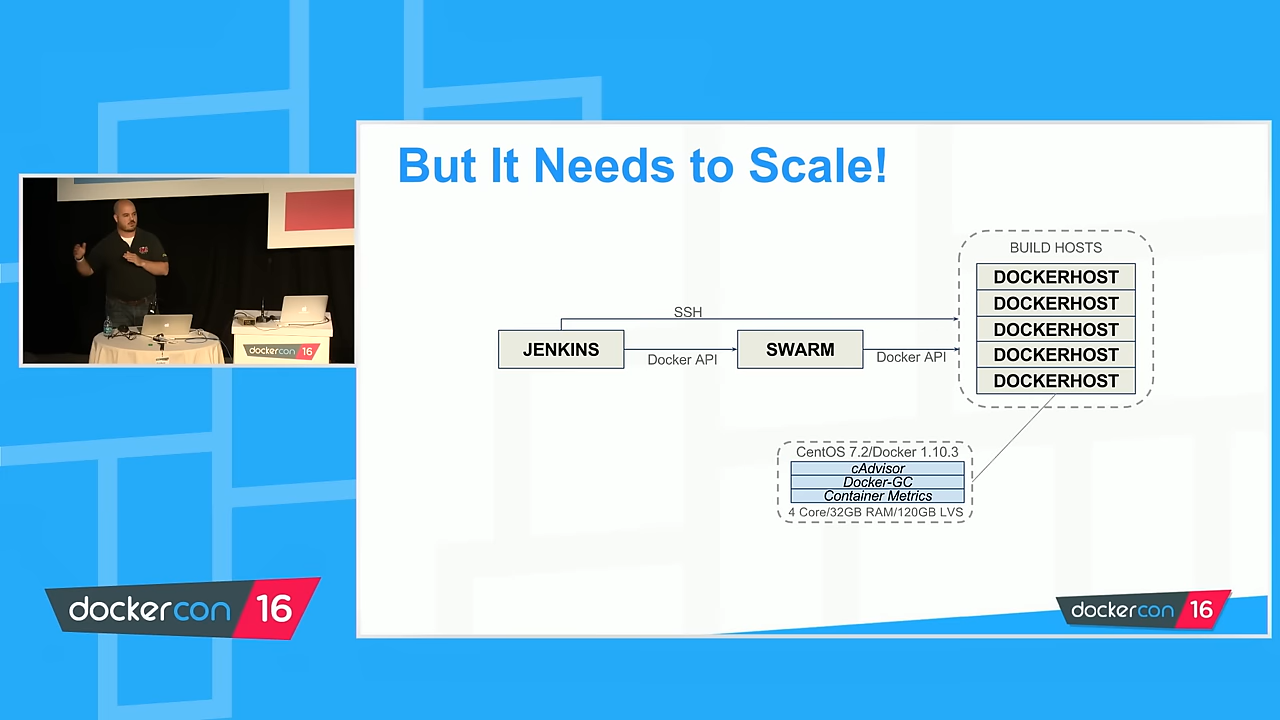 But It Needs to Scale!
BUILD HOSTS
DOCKERHOST
DOCKERHOST
DOCKERHOST
DOCKERHOST
DOCKERHOST
SSH
JENKINS
Docker API
SWARM
Docker API
CentOS 7.2/Docker 1.10.3
cAdvisor
Docker-GC
Container Metrics
4 Core/32GB RAM/120GB LVS
dockercon 16
dockercon 16
dockercon 16